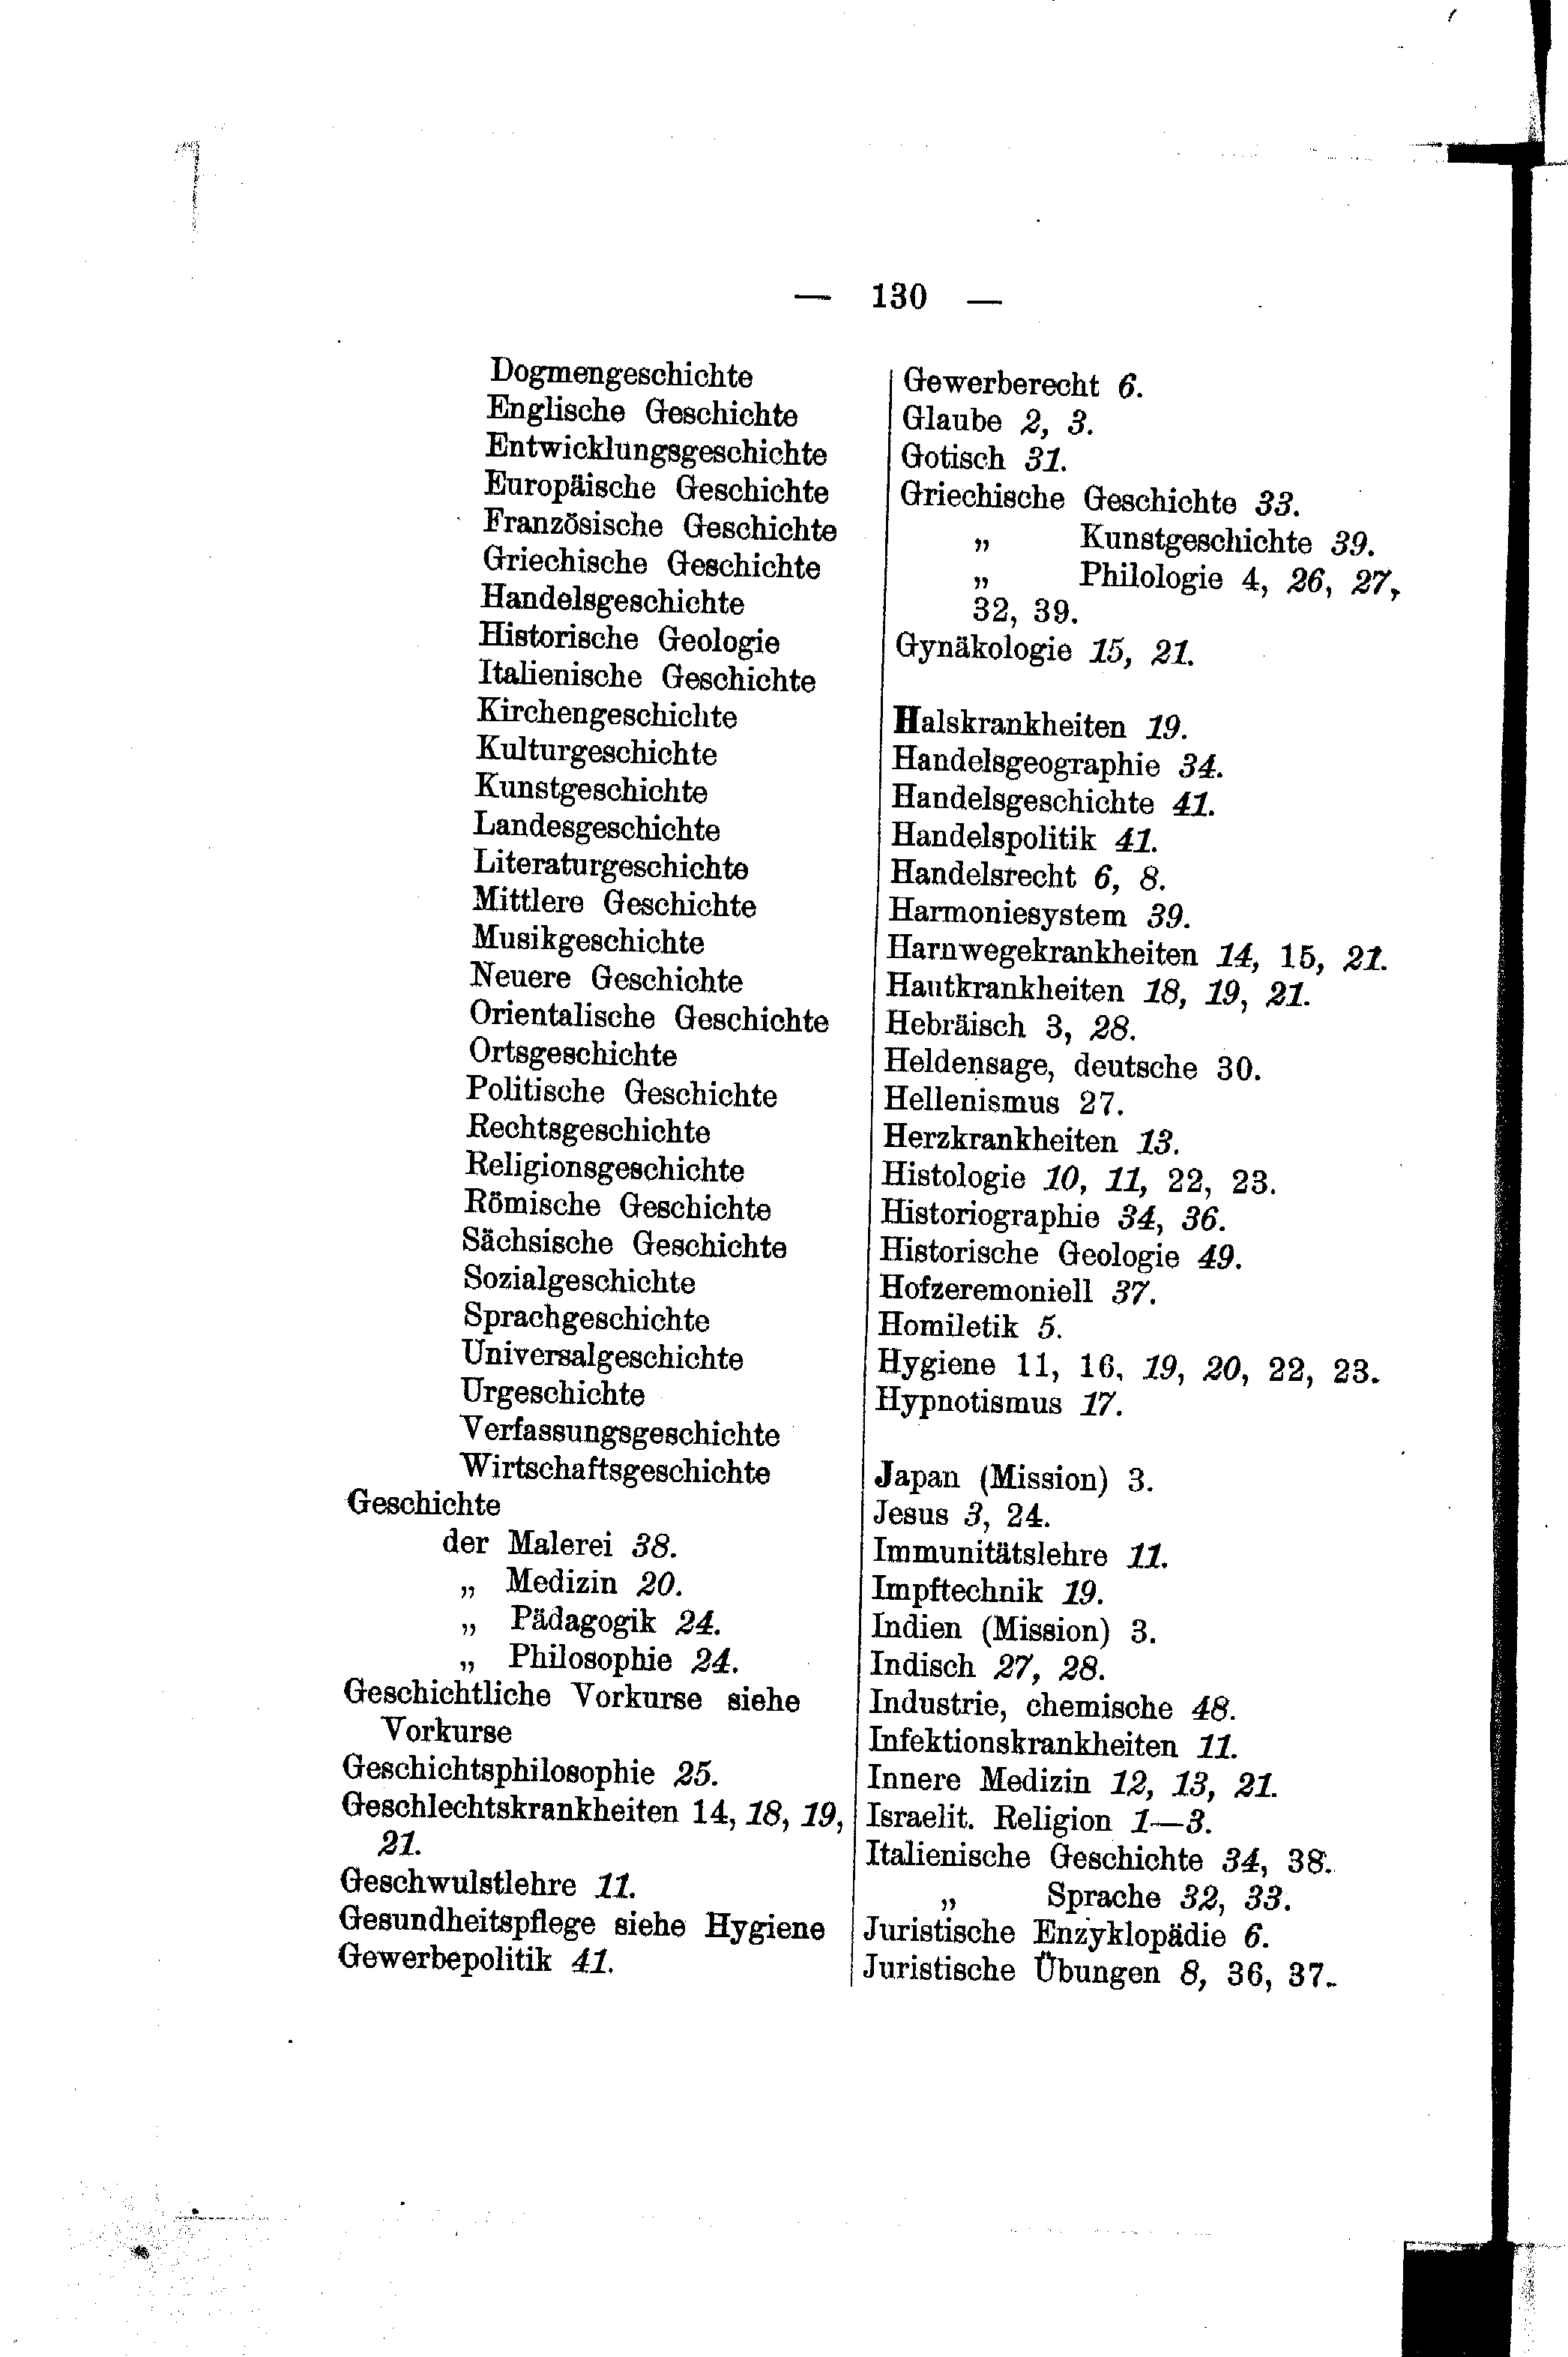 — 130 —
Dogmengeschichte
Englische Geschichte
Entwicklungsgeschichte
Europäische Geschichte
Französische Geschichte
Griechische Geschichte
Handelsgeschichte
Historische Geologie
Italienische Geschichte
Kirchengeschichte
Kulturgeschichte
Kunstgeschichte
Landesgeschichte
Literaturgeschichte
Mittlere Geschichte
Musikgeschichte
Neuere Geschichte
Orientalische Geschichte
Ortsgeschichte
Politische Geschichte
Rechtsgeschichte
Religionsgeschichte
Römische Geschichte
Sächsische Geschichte
Sozialgeschichte
Sprachgeschichte
Universalgeschichte
Urgeschichte
Verfassungsgeschichte
Wirtschaftsgeschichte
Geschichte
der Malerei 38.
„ Medizin 20.
„ Pädagogik 24.
„ Philosophie 24.
Geschichtliche Vorkurse siehe
Vorkurse
Geschichtsphilosophie 25.
Geschlechtskrankheiten 14, 18, 19,
21.
Geschwulstlehre 11.
Gesundheitspflege siehe Hygiene
Gewerbepolitik 41.
Gewerberecht 6.
Glaube 2, 3.
Gotisch 31.
Griechische Geschichte 33.
„ Kunstgeschichte 39.
„ Philologie 4, 26, 27,
32, 39.
Gynäkologie 15, 21.
Halskrankheiten 19.
Handelsgeographie 34.
Handelsgeschichte 41.
Handelspolitik 41.
Handelsrecht 6, 8.
Harmoniesystem 39.
Harnwegekrankheiten 14, 15, 21.
Hautkrankheiten 18, 19, 21.
Hebräisch 3, 28.
Heldensage, deutsche 30.
Hellenismus 27.
Herzkrankheiten 13.
Histologie 10, 11, 22, 23.
Historiographie 34, 36.
Historische Geologie 49.
Hofzeremoniell 37.
Homiletik 5.
Hygiene 11, 16, 19, 20, 22, 23.
Hypnotismus 17.
Japan (Mission) 3.
Jesus 3, 24.
Immunitätslehre 11.
Impftechnik 19.
Indien (Mission) 3.
Indisch 27, 28.
Industrie, chemische 48.
Infektionskrankheiten 11.
Innere Medizin 12, 13, 21.
Israelit. Religion 1—3.
Italienische Geschichte 34, 38.
„ Sprache 32, 33.
Juristische Enzyklopädie 6.
Juristische Übungen 8, 36, 37.